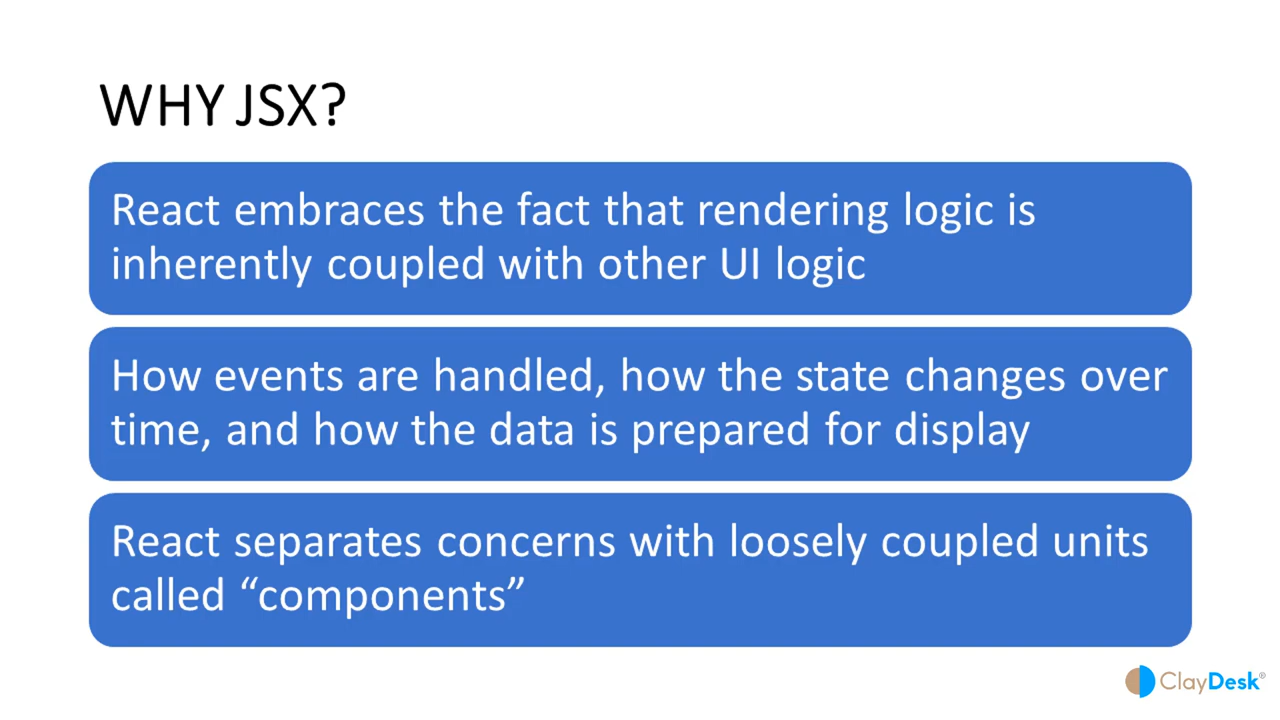 WHY JSX?
React embraces the fact that rendering logic is
inherently coupled with other UI logic
How events are handled, how the state changes over
time, and how the data is prepared for display
React separates concerns with loosely coupled units
called “components”
ClayDesk®